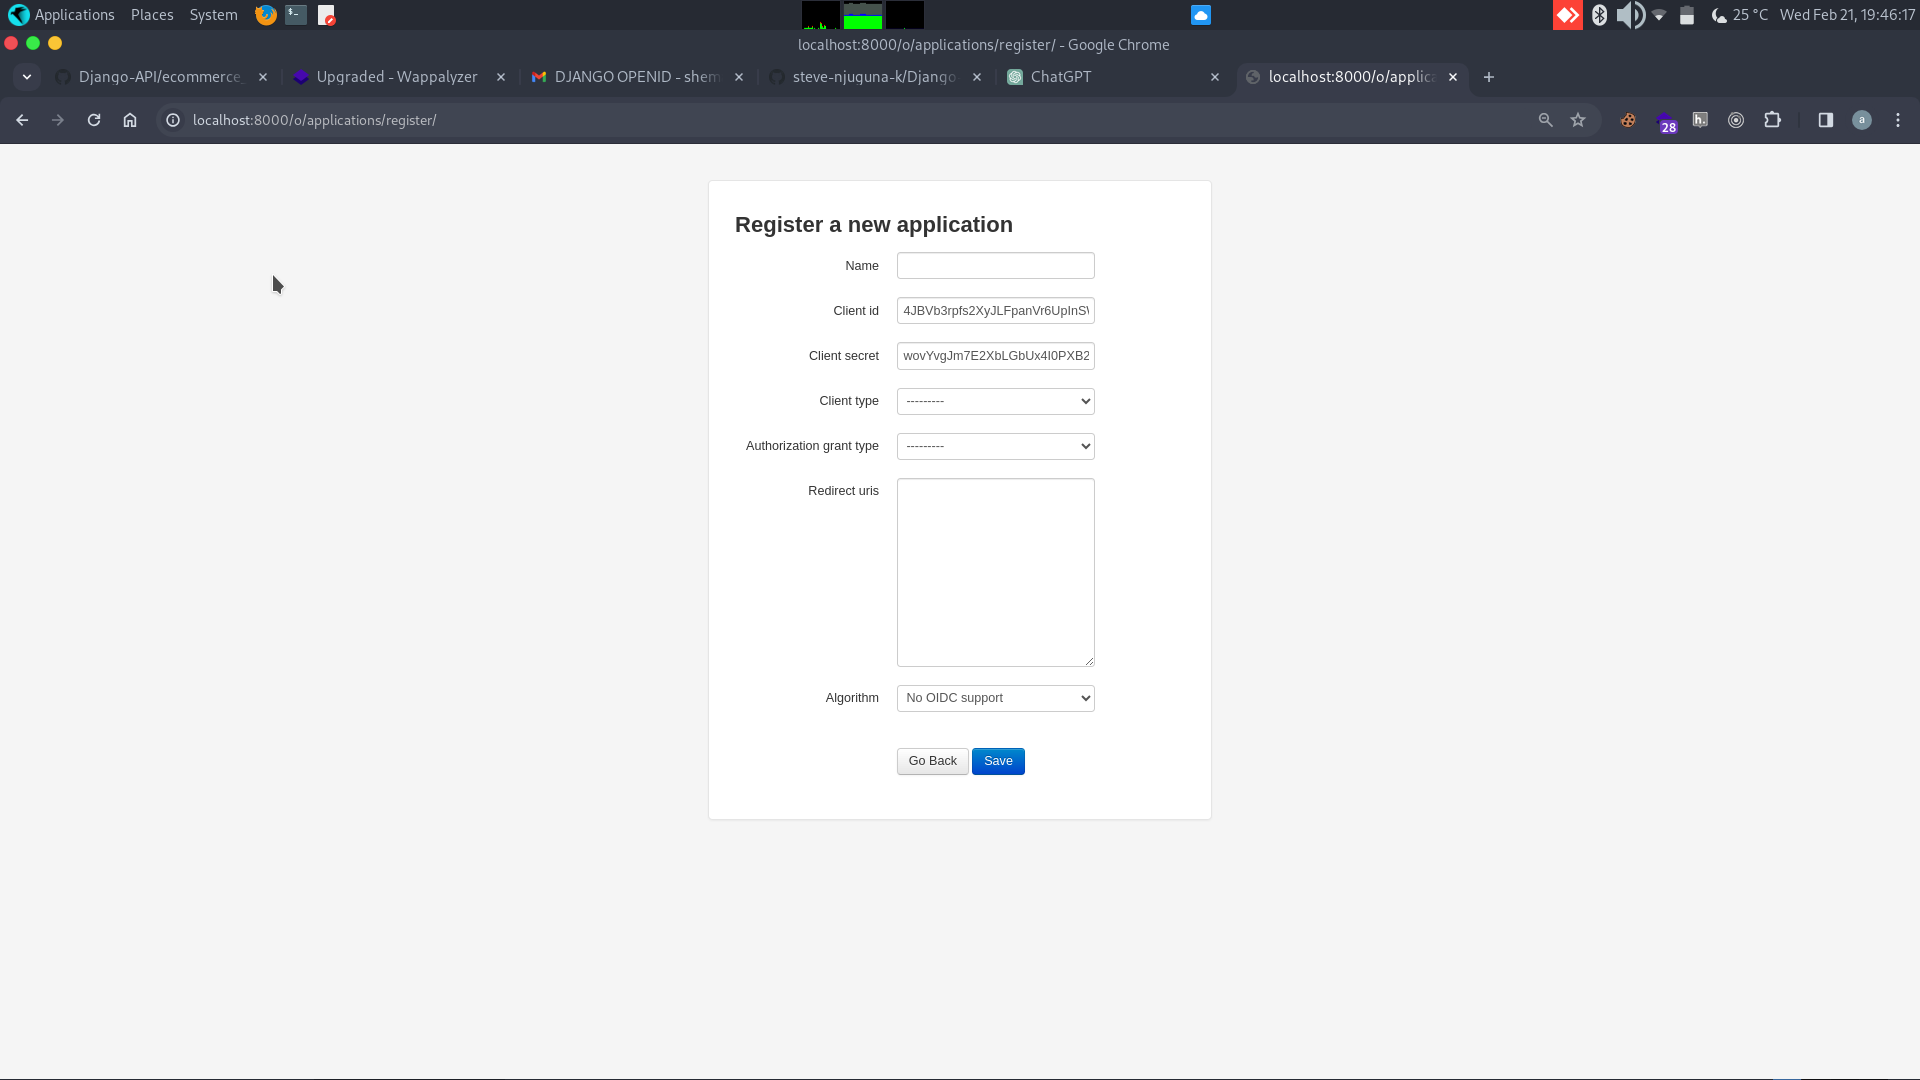 Applications Places System
25 °C Wed Feb 21, 19:46:17
localhost:8000/o/applications/register/ - Google Chrome
Django-API/ecommerce_ Upgraded - Wappalyzer DJANGO OPENID - shem steve-njuguna-k/Django- ChatGPT localhost:8000/o/applic
localhost:8000/o/applications/register/
h. 28 a
Register a new application
Name
Client id 4JBVb3rpfs2XyJLFpanVr6UpInS
Client secret wovYvgJm7E2XbLGbUx4I0PXB2
Client type ---------
Authorization grant type ---------
Redirect uris
Algorithm No OIDC support
Go Back Save